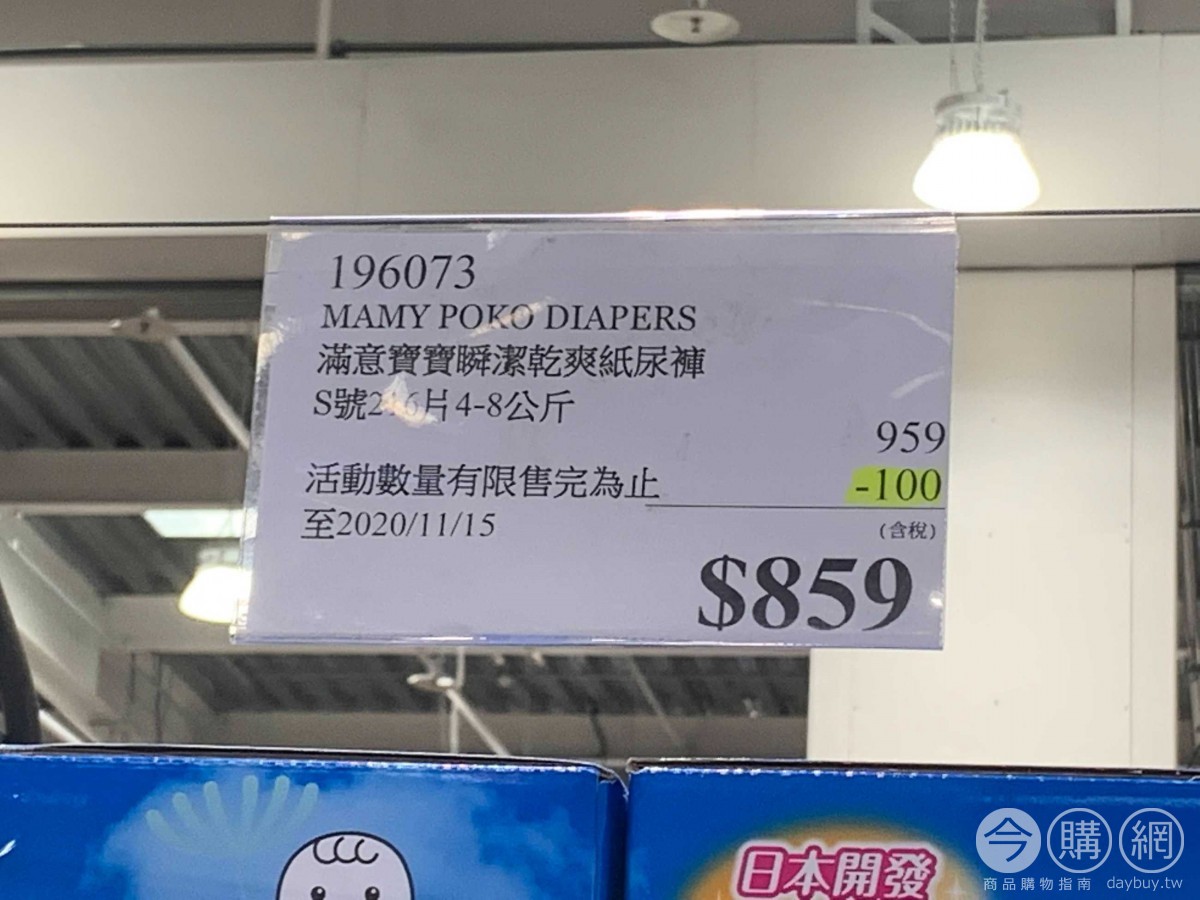 196073
MAMY POKO DIAPERS
滿意寶寶瞬潔乾爽紙尿褲
S號216片4-8公斤
959
活動數量有限售完為止
-100
至2020/11/15
(含稅)
$859
日本開發
今購網
商品購物指南 daybuy.tw